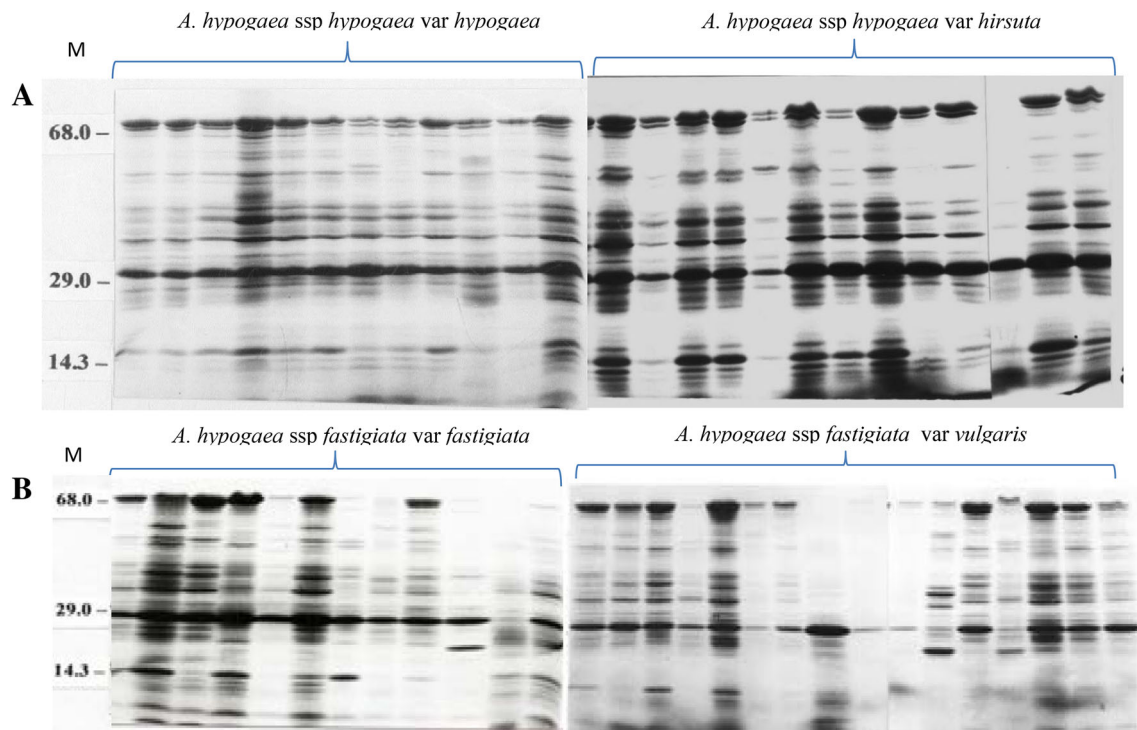 A. hypogaea ssp hypogaea var hypogaea
A. hypogaea ssp hypogaea var hirsuta
M
A
68.0
29.0
14.3
A. hypogaea ssp fastigiata var fastigiata
A. hypogaea ssp fastigiata var vulgaris
M
B
68.0
29.0
14.3